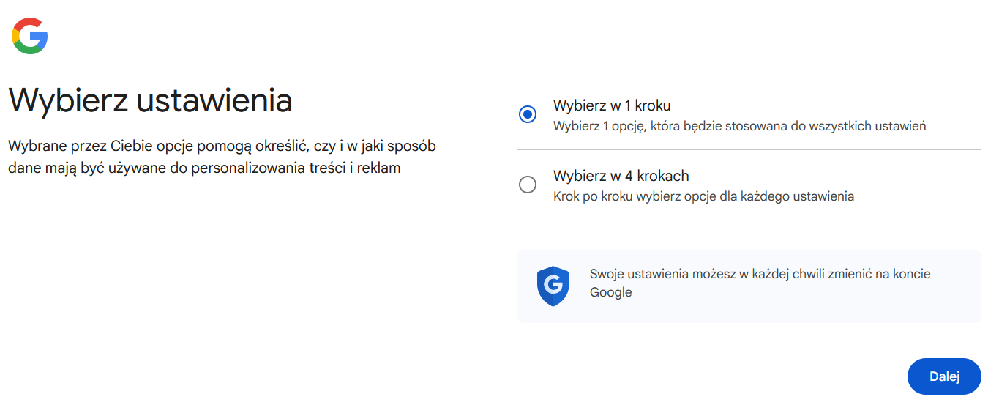 Wybierz ustawienia
Wybrane przez Ciebie opcje pomogą określić, czy i w jaki sposób
dane mają być używane do personalizowania treści i reklam
Wybierz w 1 kroku
Wybierz 1 opcję, która będzie stosowana do wszystkich ustawień
Wybierz w 4 krokach
Krok po kroku wybierz opcje dla każdego ustawienia
Swoje ustawienia możesz w każdej chwili zmienić na koncie
Google
Dalej